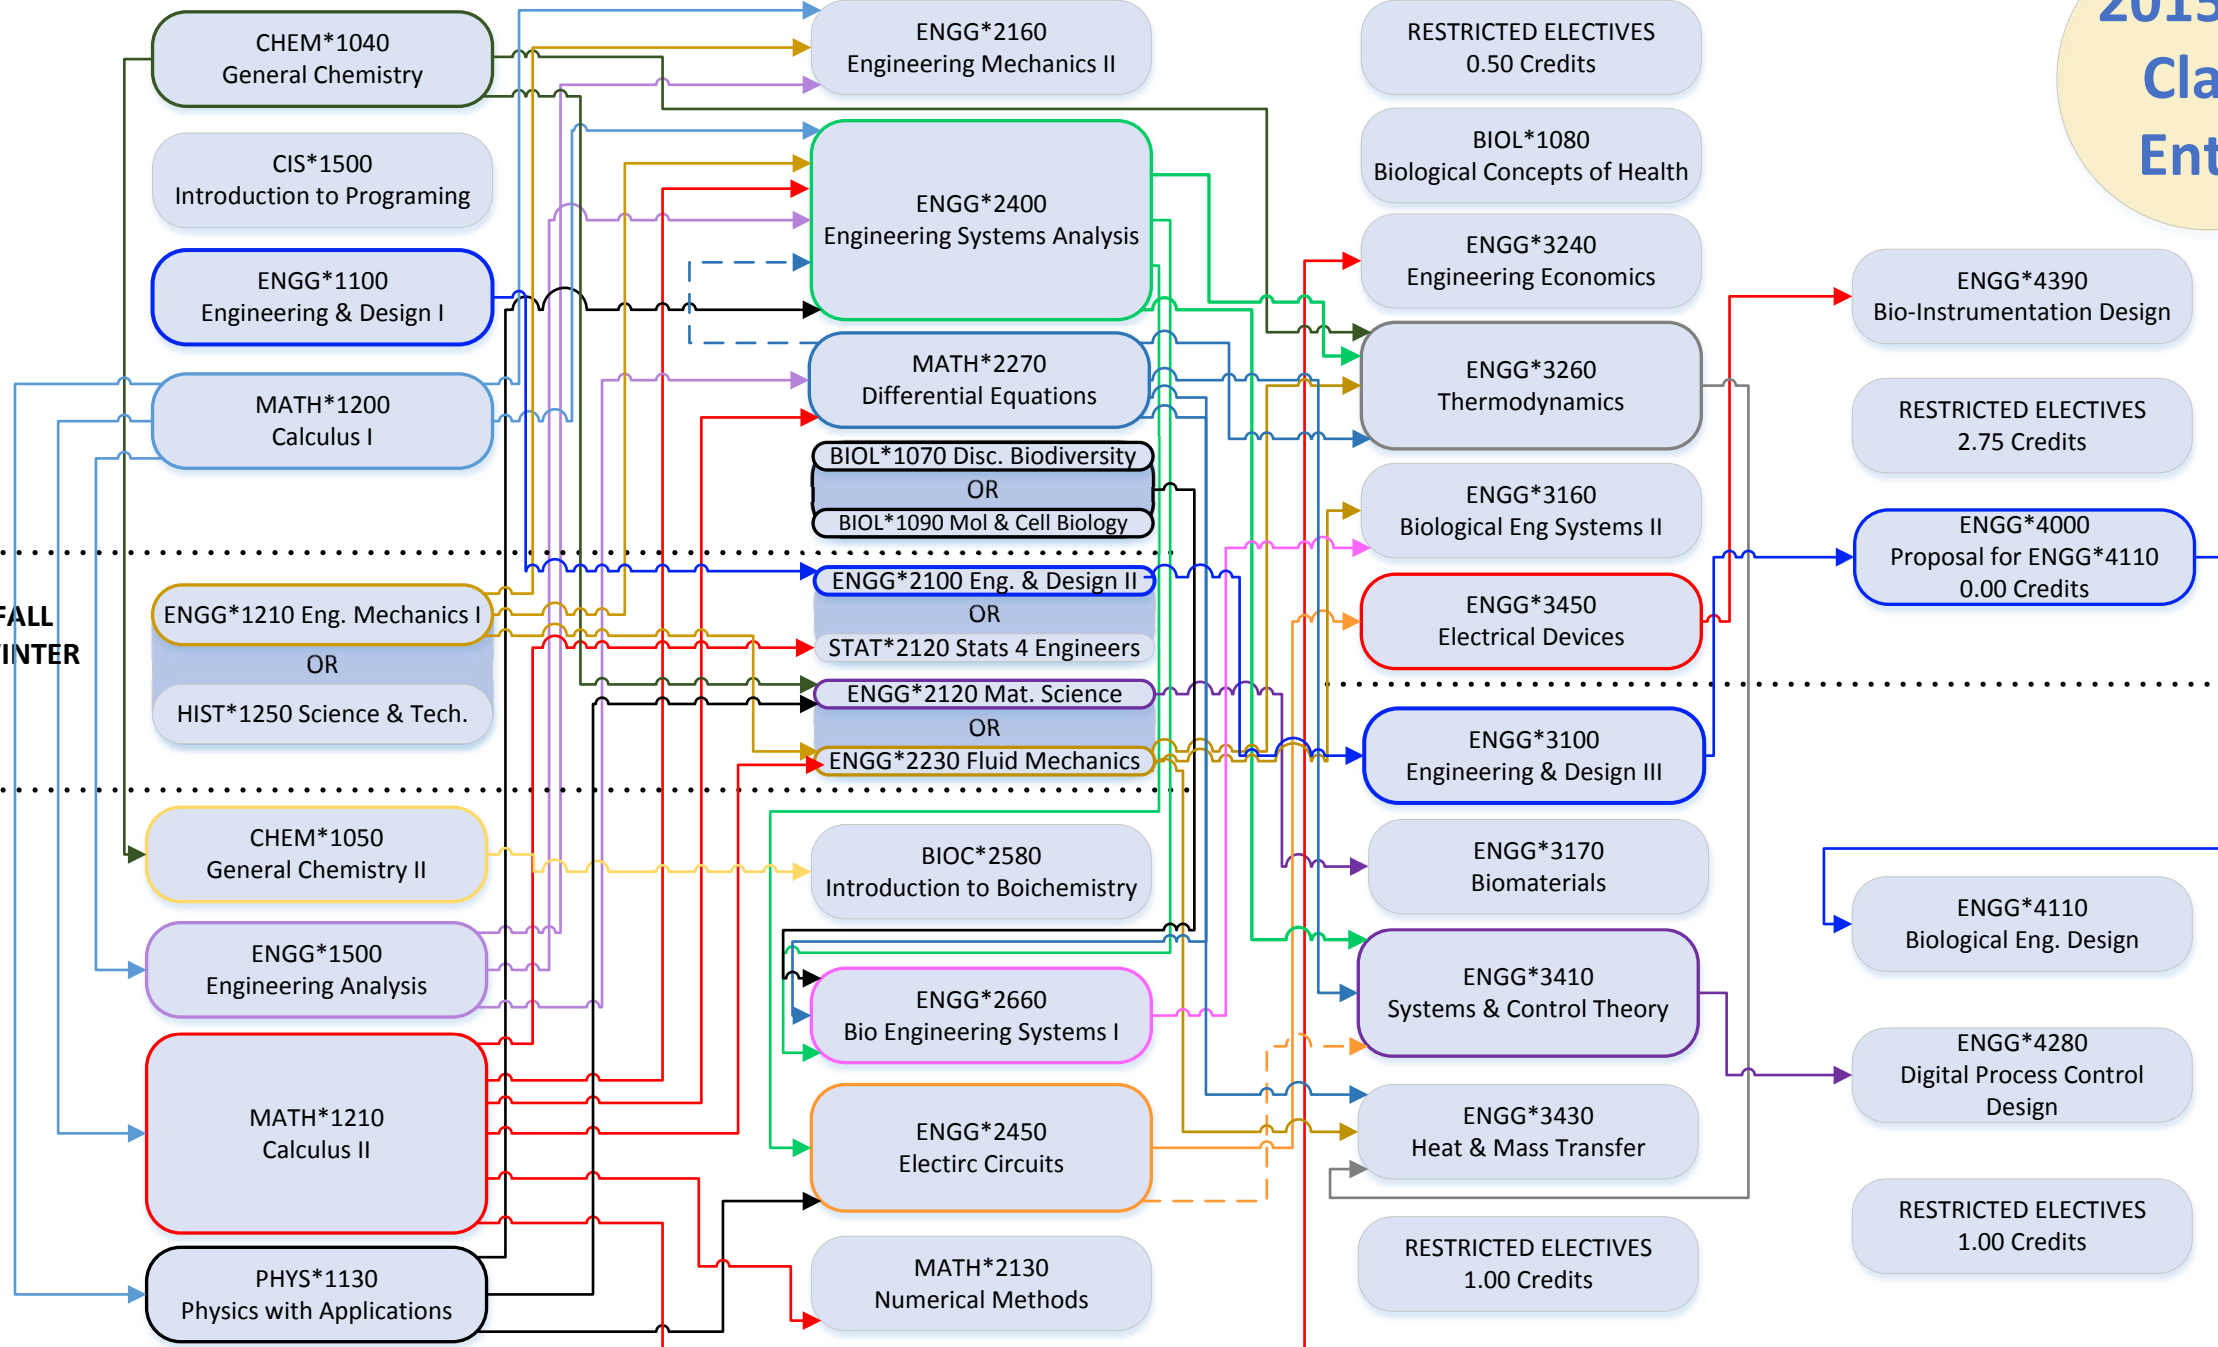 CHEM*1040
General Chemistry
CIS*1500
Introduction to Programing
ENGG*1100
Engineering & Design I
MATH*1200
Calculus I
FALL
INTER
ENGG*1210 Eng. Mechanics I
OR
HIST*1250 Science & Tech.
CHEM*1050
General Chemistry II
ENGG*1500
Engineering Analysis
MATH*1210
Calculus II
PHYS*1130
Physics with Applications
ENGG*2160
Engineering Mechanics II
ENGG*2400
Engineering Systems Analysis
MATH*2270
Differential Equations
BIOL*1070 Disc. Biodiversity
OR
BIOL*1090 Mol & Cell Biology
ENGG*2100 Eng. & Design II
OR
STAT*2120 Stats 4 Engineers
ENGG*2120 Mat. Science
OR
ENGG*2230 Fluid Mechanics
BIOC*2580
Introduction to Boichemistry
ENGG*2660
Bio Engineering Systems I
ENGG*2450
Electirc Circuits
MATH*2130
Numerical Methods
RESTRICTED ELECTIVES
0.50 Credits
BIOL*1080
Biological Concepts of Health
ENGG*3240
Engineering Economics
ENGG*3260
Thermodynamics
ENGG*3160
Biological Eng Systems II
ENGG*3450
Electrical Devices
ENGG*3100
Engineering & Design III
ENGG*3170
Biomaterials
ENGG*3410
Systems & Control Theory
ENGG*3430
Heat & Mass Transfer
RESTRICTED ELECTIVES
1.00 Credits
2015
Cla
Ent
ENGG*4390
Bio-Instrumentation Design
RESTRICTED ELECTIVES
2.75 Credits
ENGG*4000
Proposal for ENGG*4110
0.00 Credits
ENGG*4110
Biological Eng. Design
ENGG*4280
Digital Process Control
Design
RESTRICTED ELECTIVES
1.00 Credits